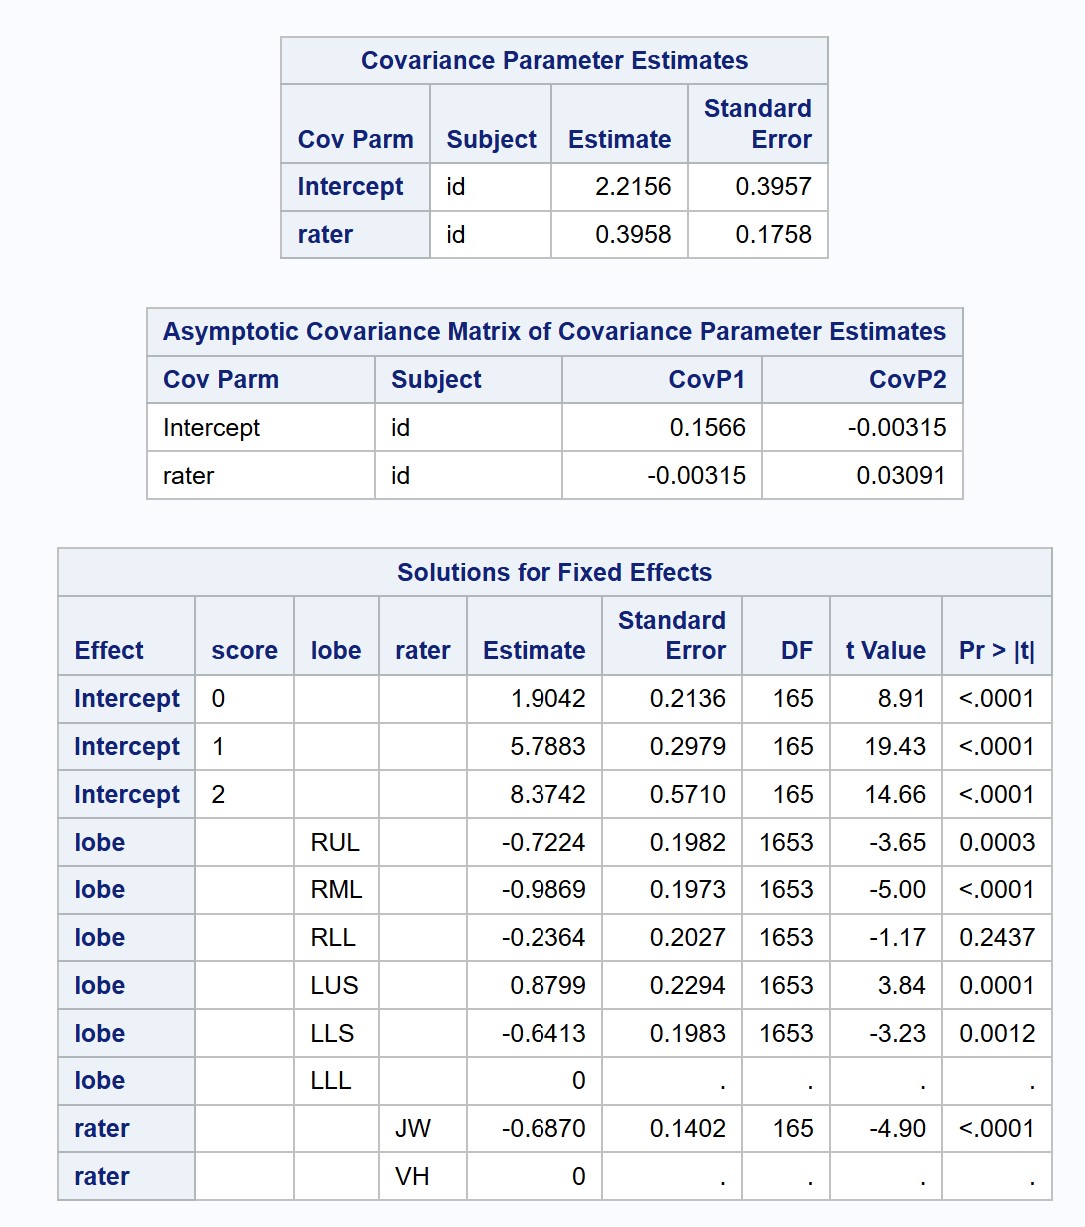 Covariance Parameter Estimates
Cov Parm Subject Estimate Standard Error
Intercept id 2.2156 0.3957
rater id 0.3958 0.1758
Asymptotic Covariance Matrix of Covariance Parameter Estimates
Cov Parm Subject CovP1 CovP2
Intercept id 0.1566 -0.00315
rater id -0.00315 0.03091
Solutions for Fixed Effects
Effect score lobe rater Estimate Standard Error DF t Value Pr > |t|
Intercept 0 1.9042 0.2136 165 8.91 <.0001
Intercept 1 5.7883 0.2979 165 19.43 <.0001
Intercept 2 8.3742 0.5710 165 14.66 <.0001
lobe RUL -0.7224 0.1982 1653 -3.65 0.0003
lobe RML -0.9869 0.1973 1653 -5.00 <.0001
lobe RLL -0.2364 0.2027 1653 -1.17 0.2437
lobe LUS 0.8799 0.2294 1653 3.84 0.0001
lobe LLS -0.6413 0.1983 1653 -3.23 0.0012
lobe LLL 0 . . . .
rater JW -0.6870 0.1402 165 -4.90 <.0001
rater VH 0 . . . .